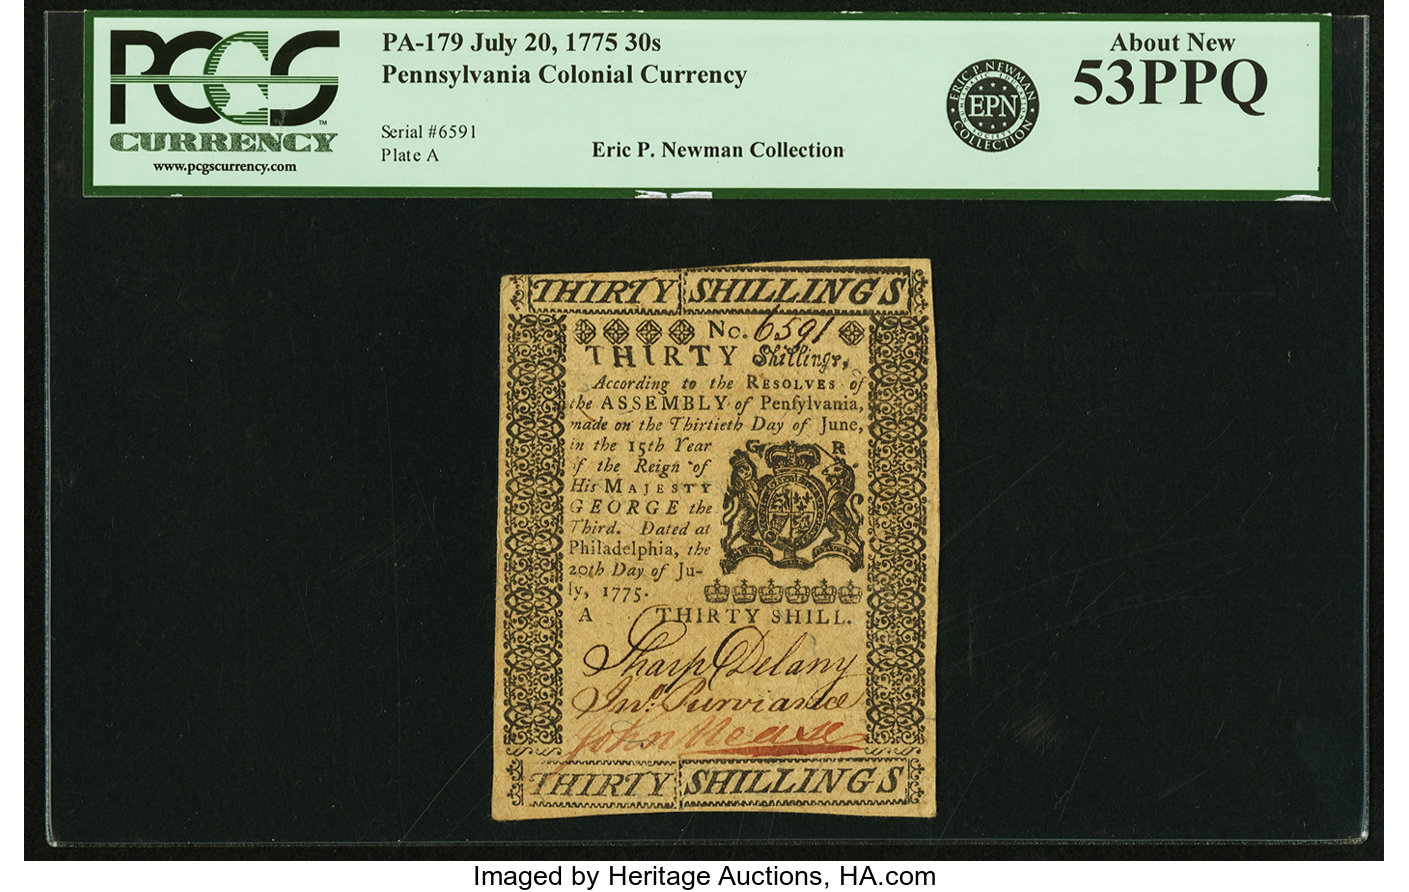 PCGS
™
CURRENCY
www.pcgscurrency.com
PA-179 July 20, 1775 30s
Pennsylvania Colonial Currency
Serial #6591
Plate A
Eric P. Newman Collection
ERIC P. NEWMAN
EPN
COLLECTION
About New
53PPQ
THIRTY SHILLINGS
No. 6591
THIRTY Shillings,
According to the RESOLVES of
the ASSEMBLY of Penſylvania,
made on the Thirtieth Day of June,
in the 15th Year
of the Reign of
His MAJESTY
GEORGE the
Third. Dated at
Philadelphia, the
20th Day of Ju-
ly, 1775.
A THIRTY SHILL.
Sharp Delany
Jnº. Purviance
John Mease
THIRTY SHILLINGS
Imaged by Heritage Auctions, HA.com